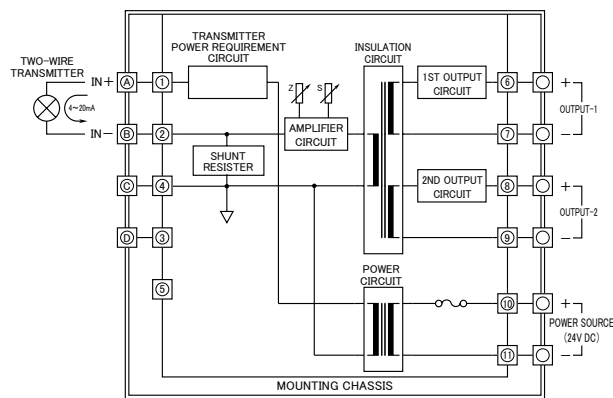 TRANSMITTER
POWER REQUIREMENT
CIRCUIT
INSULATION
CIRCUIT
TWO-WIRE
TRANSMITTER
IN+
Ⓐ
①
4~20mA
IN−
Ⓑ
②
Z
S
AMPLIFIER
CIRCUIT
1ST OUTPUT
CIRCUIT
⑥
+
OUTPUT-1
⑦
−
SHUNT
RESISTER
Ⓒ
④
2ND OUTPUT
CIRCUIT
⑧
+
OUTPUT-2
Ⓓ
③
⑨
−
⑤
POWER
CIRCUIT
⑩
+
POWER SOURCE
(24V DC)
⑪
−
MOUNTING CHASSIS